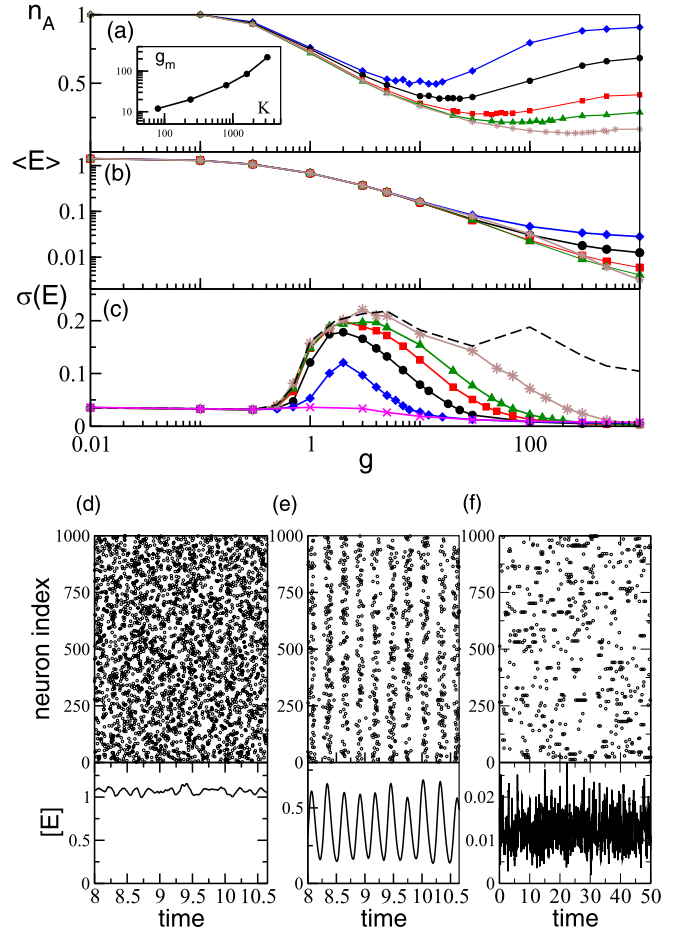 n_A
1
(a)
g_m
0.5
100
10
K
100
1600
<E>
(b)
1
0.1
0.01
σ(E)
(c)
0.2
0.1
0
0.01
1
100
g
(d)
(e)
(f)
neuron index
1000
750
500
250
0
1000
750
500
250
0
1000
750
500
250
0
[E]
1
0.5
0
0.5
0
0.02
0.01
0
8 8.5 9 9.5 10 10.5
8 8.5 9 9.5 10 10.5
0 10 20 30 40 50
time
time
time